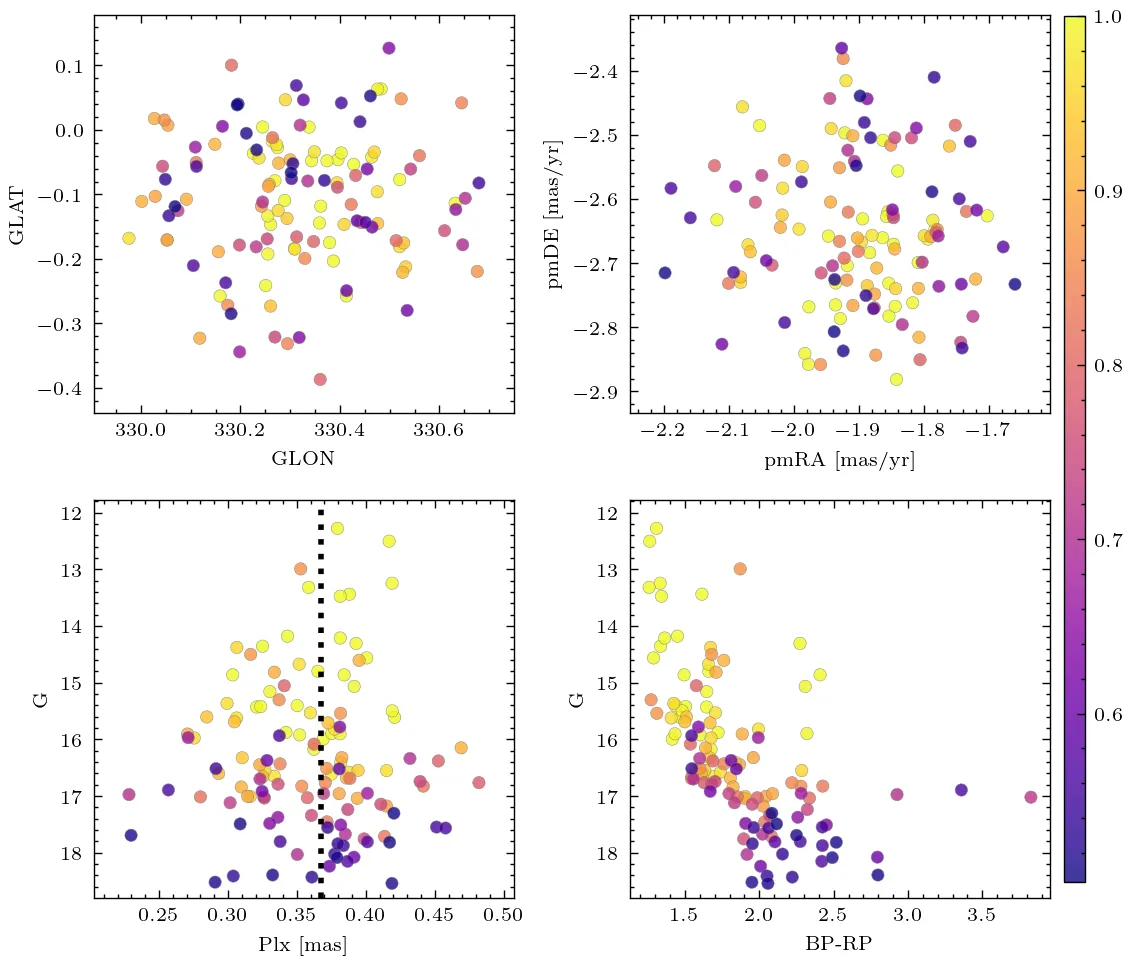 0.1
0.0
−0.1
−0.2
−0.3
−0.4
GLAT
330.0 330.2 330.4 330.6
GLON
−2.4
−2.5
−2.6
−2.7
−2.8
−2.9
pmDE [mas/yr]
−2.2 −2.1 −2.0 −1.9 −1.8 −1.7
pmRA [mas/yr]
1.0
0.9
0.8
0.7
0.6
12
13
14
15
16
17
18
G
0.25 0.30 0.35 0.40 0.45 0.50
Plx [mas]
12
13
14
15
16
17
18
G
1.5 2.0 2.5 3.0 3.5
BP-RP